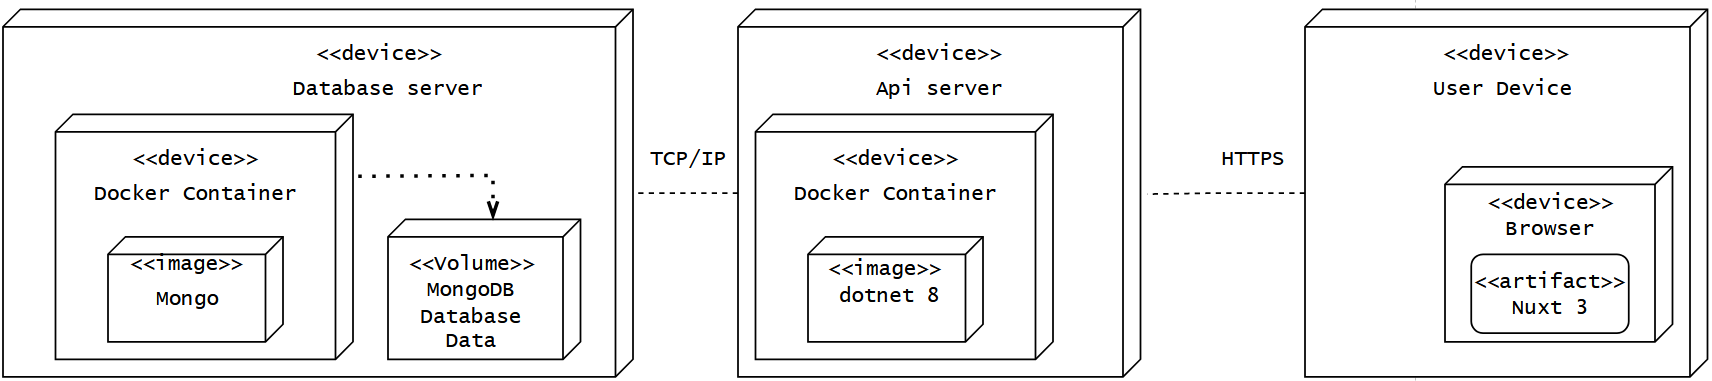 <<device>>
Database server
<<device>>
Docker Container
<<image>>
Mongo
<<Volume>>
MongoDB
Database
Data
TCP/IP
<<device>>
Api server
<<device>>
Docker Container
<<image>>
dotnet 8
HTTPS
<<device>>
User Device
<<device>>
Browser
<<artifact>>
Nuxt 3